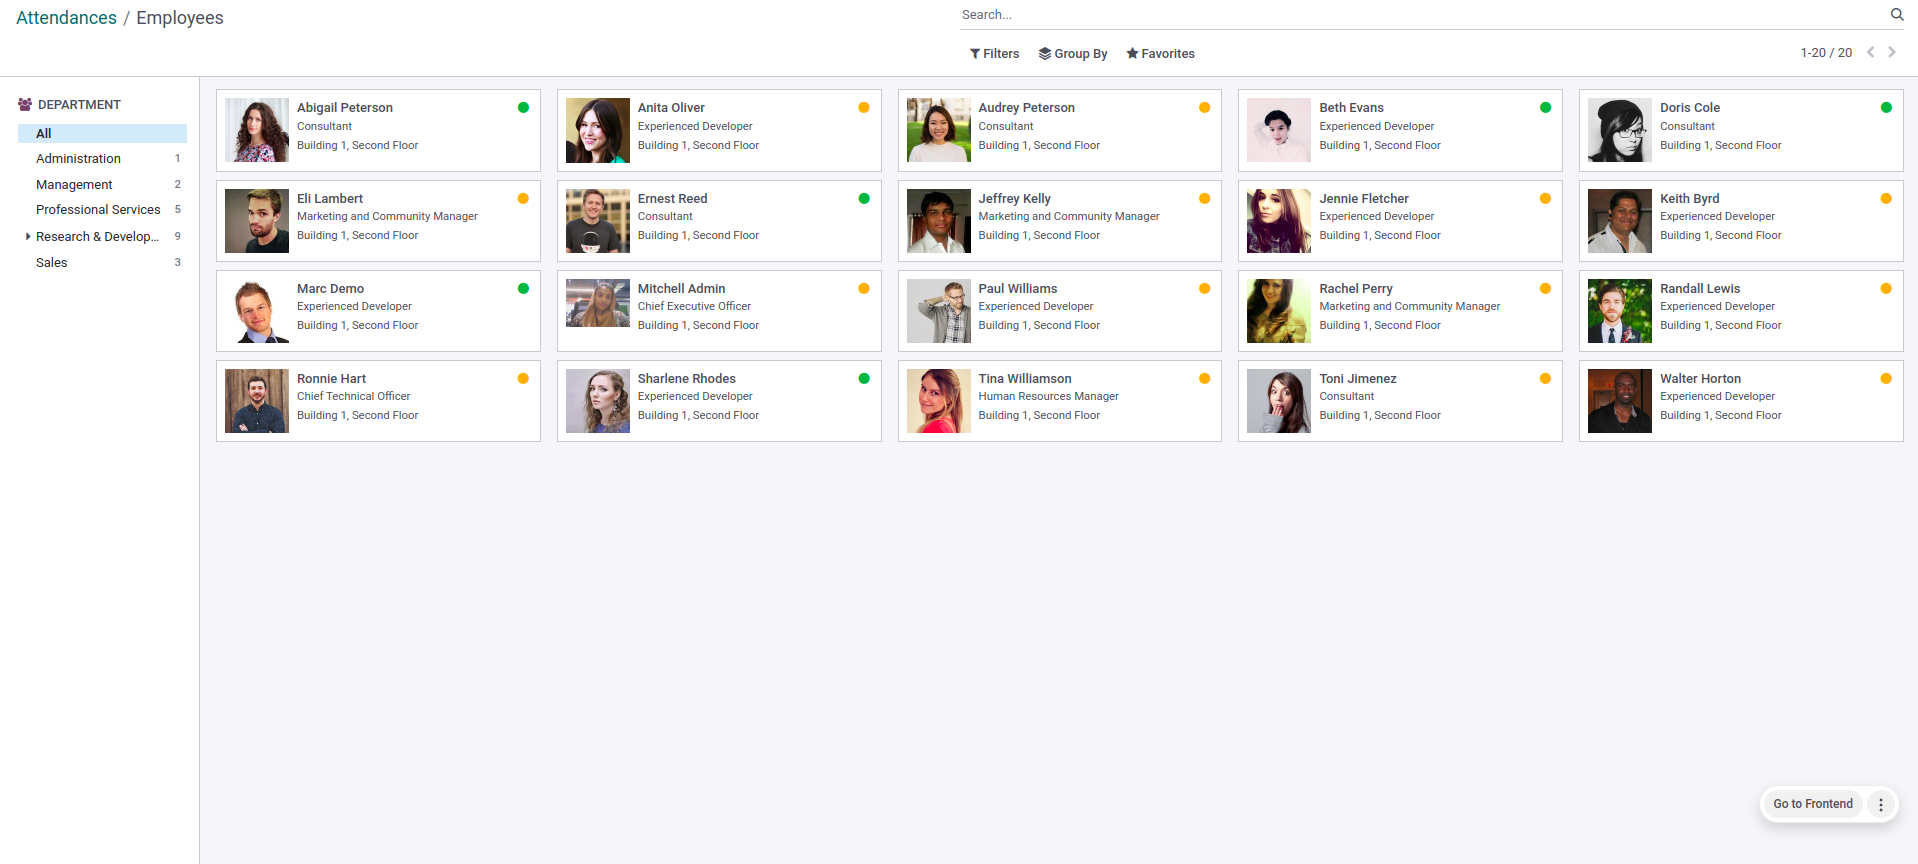 Attendances / Employees
Search...
Filters Group By Favorites 1-20 / 20
DEPARTMENT
All
Administration 1
Management 2
Professional Services 5
Research & Develop... 9
Sales 3
Abigail Peterson
Consultant
Building 1, Second Floor
Anita Oliver
Experienced Developer
Building 1, Second Floor
Audrey Peterson
Consultant
Building 1, Second Floor
Beth Evans
Experienced Developer
Building 1, Second Floor
Doris Cole
Consultant
Building 1, Second Floor
Eli Lambert
Marketing and Community Manager
Building 1, Second Floor
Ernest Reed
Consultant
Building 1, Second Floor
Jeffrey Kelly
Marketing and Community Manager
Building 1, Second Floor
Jennie Fletcher
Experienced Developer
Building 1, Second Floor
Keith Byrd
Experienced Developer
Building 1, Second Floor
Marc Demo
Experienced Developer
Building 1, Second Floor
Mitchell Admin
Chief Executive Officer
Building 1, Second Floor
Paul Williams
Experienced Developer
Building 1, Second Floor
Rachel Perry
Marketing and Community Manager
Building 1, Second Floor
Randall Lewis
Experienced Developer
Building 1, Second Floor
Ronnie Hart
Chief Technical Officer
Building 1, Second Floor
Sharlene Rhodes
Experienced Developer
Building 1, Second Floor
Tina Williamson
Human Resources Manager
Building 1, Second Floor
Toni Jimenez
Consultant
Building 1, Second Floor
Walter Horton
Experienced Developer
Building 1, Second Floor
Go to Frontend